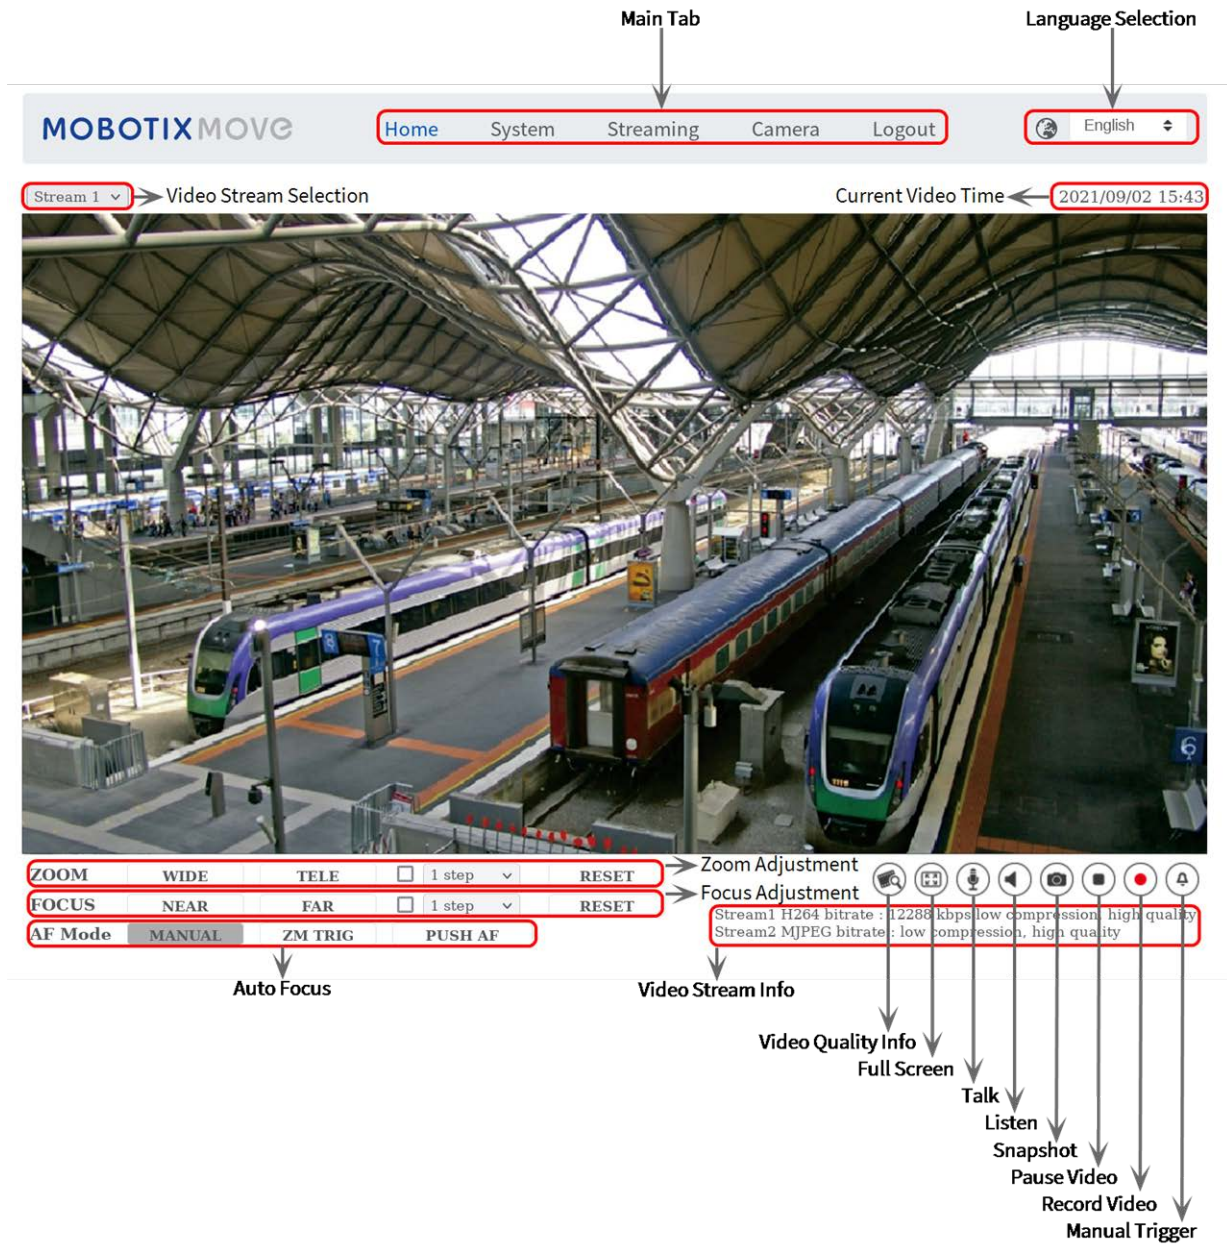 Main Tab
Language Selection
MOBOTIX MOVE
Home System Streaming Camera Logout
English
Stream 1
Video Stream Selection
Current Video Time
2021/09/02 15:43
8
7
6
ZOOM WIDE TELE 1 step RESET
Zoom Adjustment
FOCUS NEAR FAR 1 step RESET
Focus Adjustment
AF Mode MANUAL ZM TRIG PUSH AF
Stream1 H264 bitrate : 12288 kbps low compression, high quality
Stream2 MJPEG bitrate : low compression, high quality
Auto Focus
Video Stream Info
Video Quality Info
Full Screen
Talk
Listen
Snapshot
Pause Video
Record Video
Manual Trigger